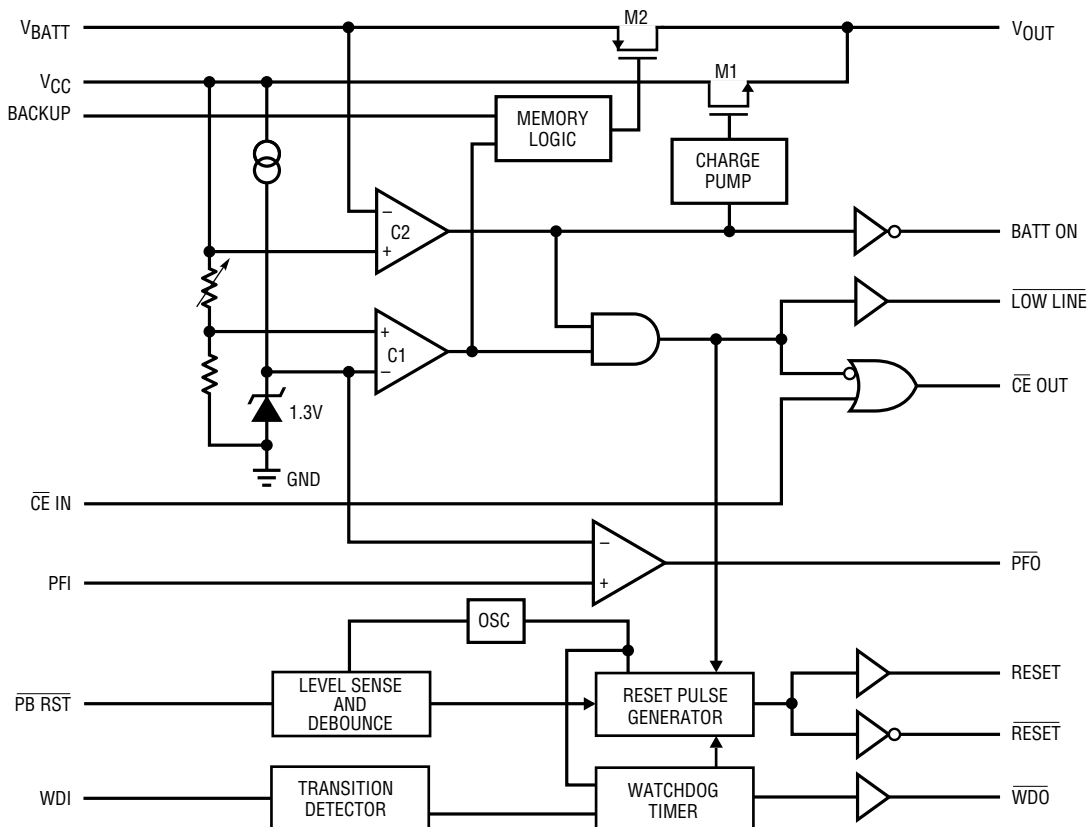 M2
VBATT
VOUT
VCC
M1
BACKUP
MEMORY
LOGIC
CHARGE
PUMP
−
C2
+
BATT ON
LOW LINE
+
C1
−
CE OUT
1.3V
GND
CE IN
−
PFI
+
PFO
OSC
PB RST
LEVEL SENSE
AND
DEBOUNCE
RESET PULSE
GENERATOR
RESET
RESET
WDI
TRANSITION
DETECTOR
WATCHDOG
TIMER
WDO